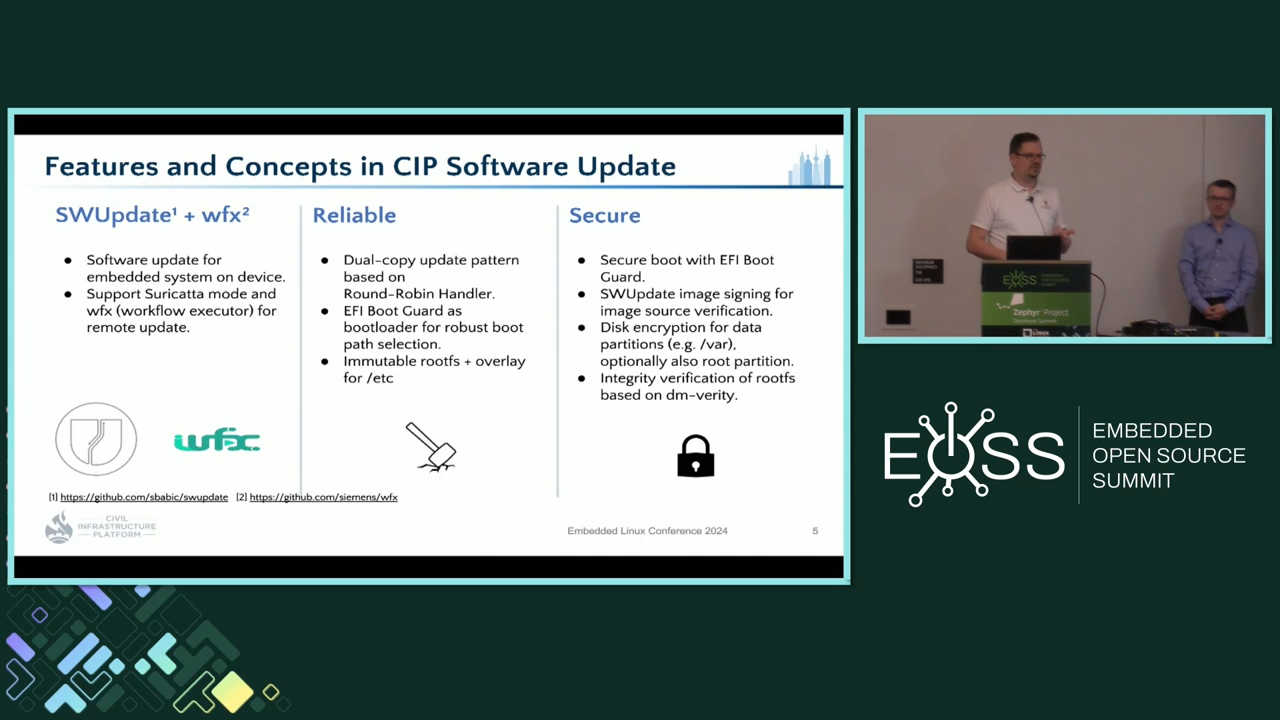 Features and Concepts in CIP Software Update
SWUpdate¹ + wfx²
● Software update for
embedded system on device.
● Support Suricatta mode and
wfx (workflow executor) for
remote update.
wfx
[1] https://github.com/sbabic/swupdate [2] https://github.com/siemens/wfx
Reliable
● Dual-copy update pattern
based on
Round-Robin Handler.
● EFI Boot Guard as
bootloader for robust boot
path selection.
● Immutable rootfs + overlay
for /etc
Secure
● Secure boot with EFI Boot
Guard.
● SWUpdate image signing for
image source verification.
● Disk encryption for data
partitions (e.g. /var),
optionally also root partition.
● Integrity verification of rootfs
based on dm-verity.
CIVIL
INFRASTRUCTURE
PLATFORM
Embedded Linux Conference 2024
5
EOSS
Zephyr Project
Developer Summit
LINUX
EOSS
EMBEDDED
OPEN SOURCE
SUMMIT